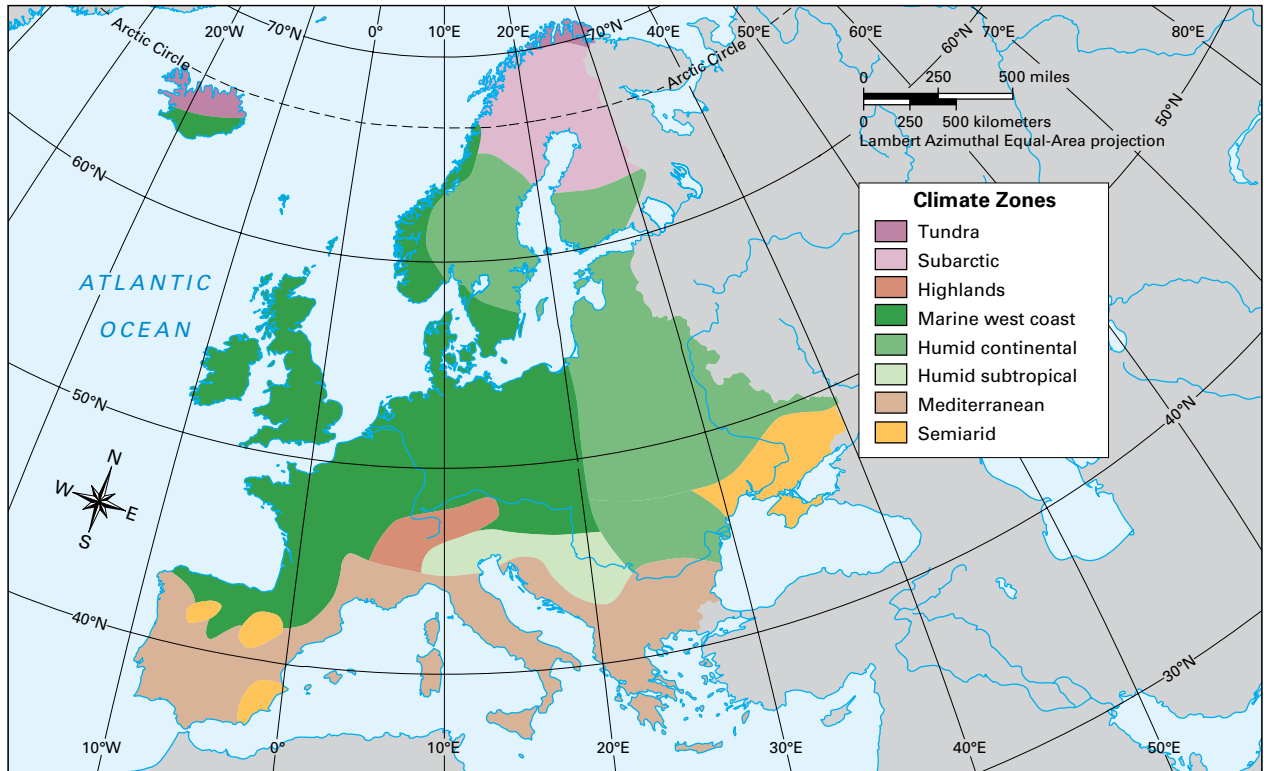 20°W
70°N
0°
10°E
20°E
70°N
40°E
50°E
60°E
60°N
70°E
80°E
Arctic Circle
Arctic Circle
0 250 500 miles
0 250 500 kilometers
Lambert Azimuthal Equal-Area projection
50°N
60°N
Climate Zones
Tundra
Subarctic
Highlands
Marine west coast
Humid continental
Humid subtropical
Mediterranean
Semiarid
ATLANTIC
OCEAN
50°N
40°N
N
W
E
S
40°N
30°N
10°W
0°
10°E
20°E
30°E
40°E
50°E